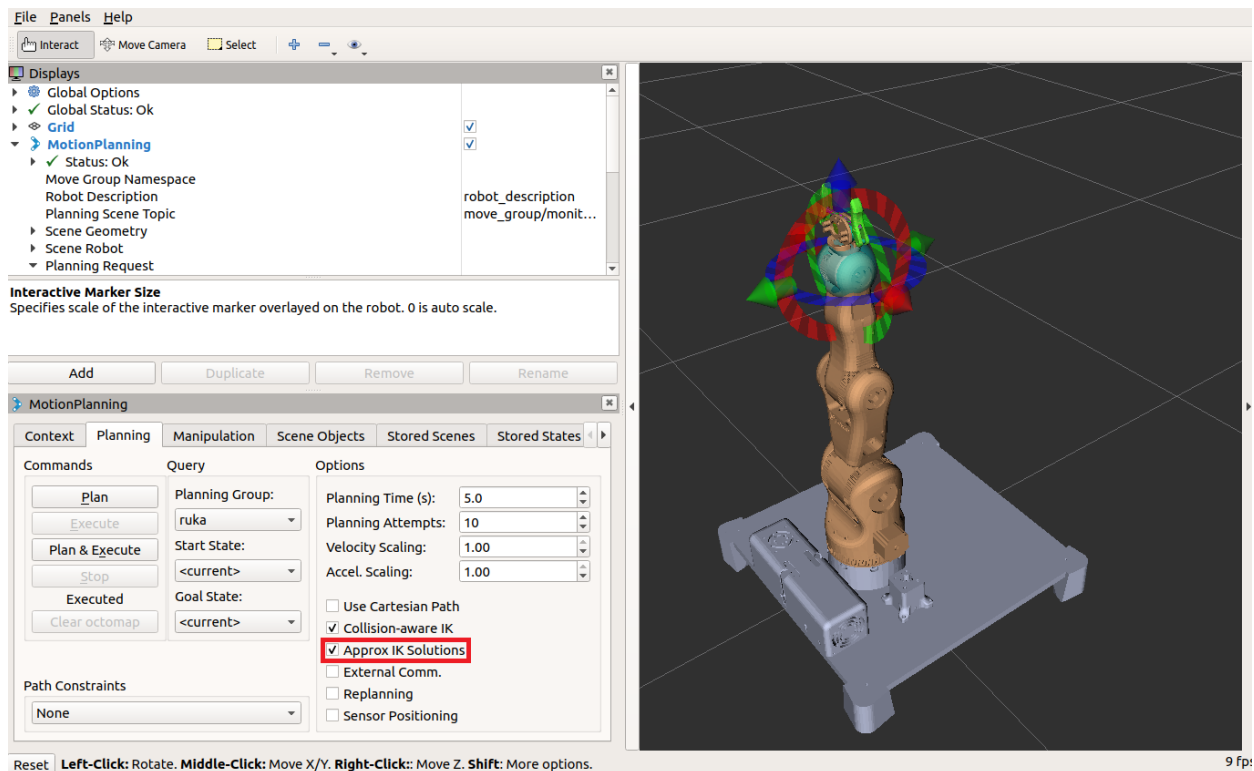 File Panels Help
Interact Move Camera Select
Displays
Global Options
Global Status: Ok
Grid
MotionPlanning
Status: Ok
Move Group Namespace
Robot Description robot_description
Planning Scene Topic move_group/monit...
Scene Geometry
Scene Robot
Planning Request
Interactive Marker Size
Specifies scale of the interactive marker overlayed on the robot. 0 is auto scale.
Add Duplicate Remove Rename
MotionPlanning
Context Planning Manipulation Scene Objects Stored Scenes Stored States
Commands Query Options
Plan Planning Group: Planning Time (s): 5.0
Execute ruka Planning Attempts: 10
Plan & Execute Start State: Velocity Scaling: 1.00
Stop <current> Accel. Scaling: 1.00
Executed Goal State: Use Cartesian Path
Clear octomap <current> Collision-aware IK
Approx IK Solutions
External Comm.
Path Constraints Replanning
None Sensor Positioning
Reset Left-Click: Rotate. Middle-Click: Move X/Y. Right-Click:: Move Z. Shift: More options. 9 fps